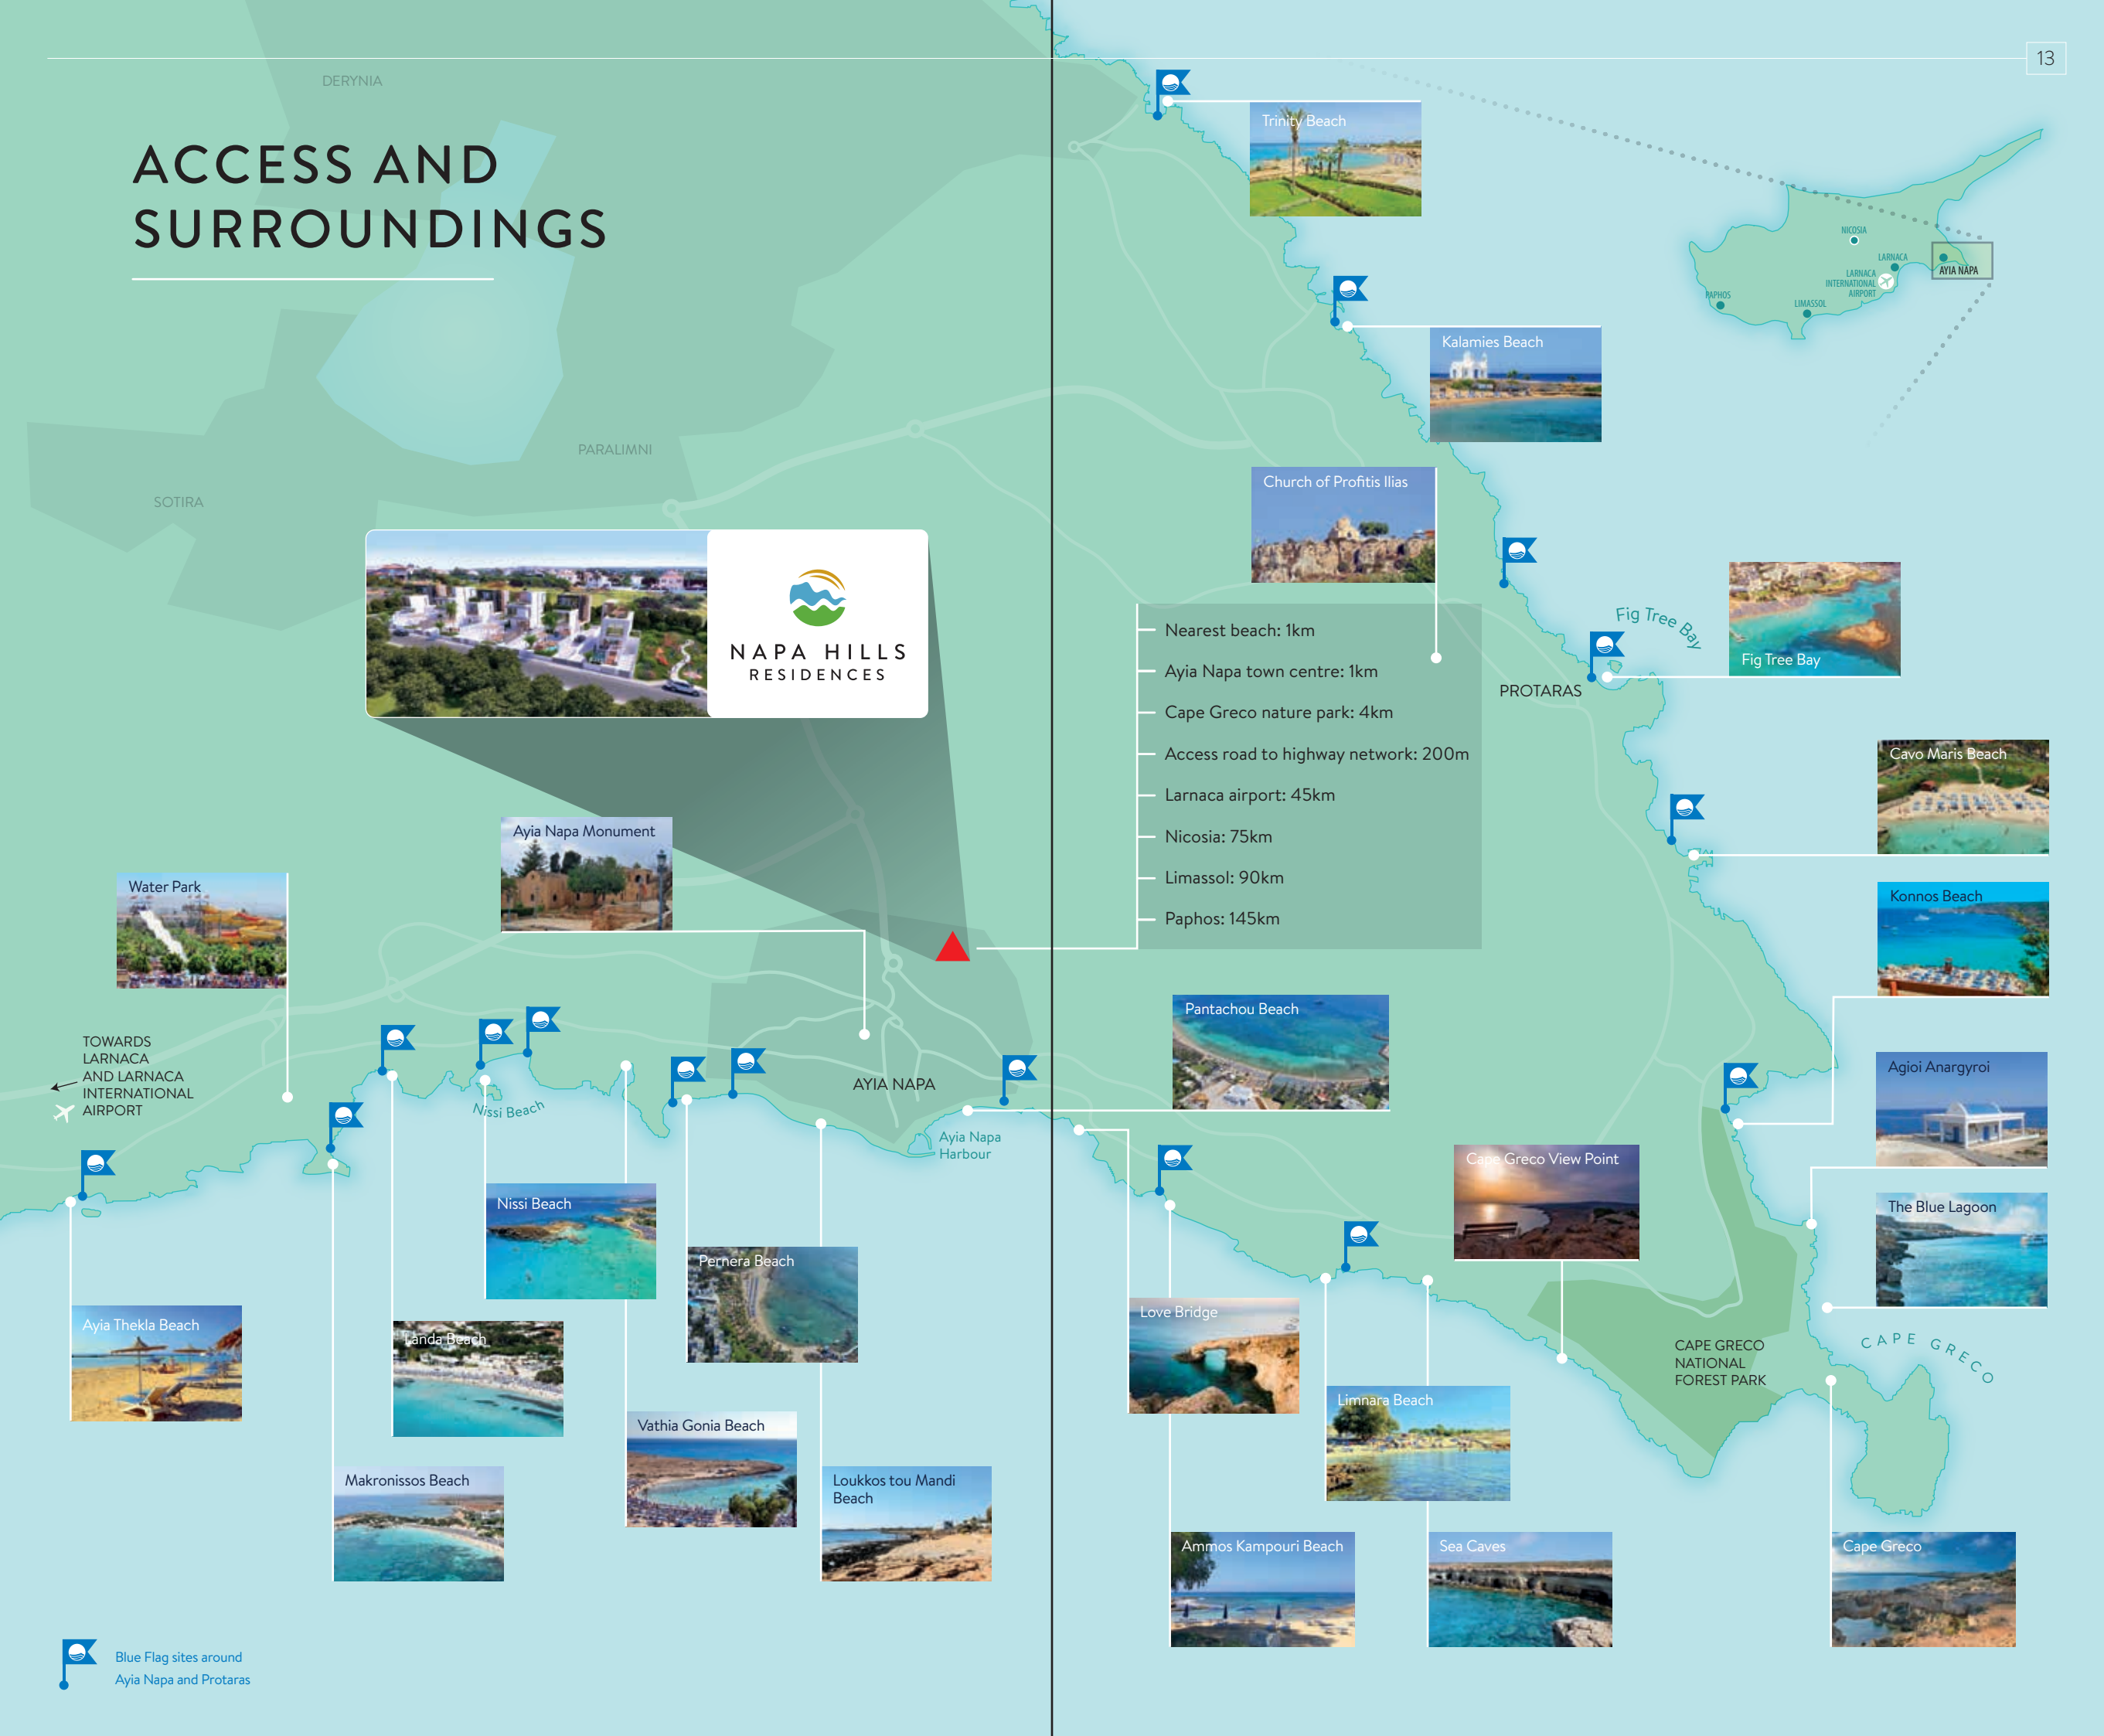 13
DERYNIA
ACCESS AND
SURROUNDINGS
PARALIMNI
SOTIRA
NAPA HILLS
RESIDENCES
Trinity Beach
Kalamies Beach
Church of Profitis Ilias
NICOSIA
LARNACA
LARNACA
INTERNATIONAL
AIRPORT
AYIA NAPA
PAPHOS
LIMASSOL
Nearest beach: 1km
Ayia Napa town centre: 1km
Cape Greco nature park: 4km
Access road to highway network: 200m
Larnaca airport: 45km
Nicosia: 75km
Limassol: 90km
Paphos: 145km
Fig Tree Bay
Fig Tree Bay
PROTARAS
Cavo Maris Beach
Konnos Beach
Ayia Napa Monument
Water Park
TOWARDS
LARNACA
AND LARNACA
INTERNATIONAL
AIRPORT
Nissi Beach
AYIA NAPA
Ayia Napa
Harbour
Pantachou Beach
Agioi Anargyroi
Cape Greco View Point
The Blue Lagoon
CAPE GRECO
CAPE GRECO
NATIONAL
FOREST PARK
Nissi Beach
Pernera Beach
Ayia Thekla Beach
Landa Beach
Love Bridge
Limnara Beach
Vathia Gonia Beach
Makronissos Beach
Loukkos tou Mandi
Beach
Ammos Kampouri Beach
Sea Caves
Cape Greco
Blue Flag sites around
Ayia Napa and Protaras